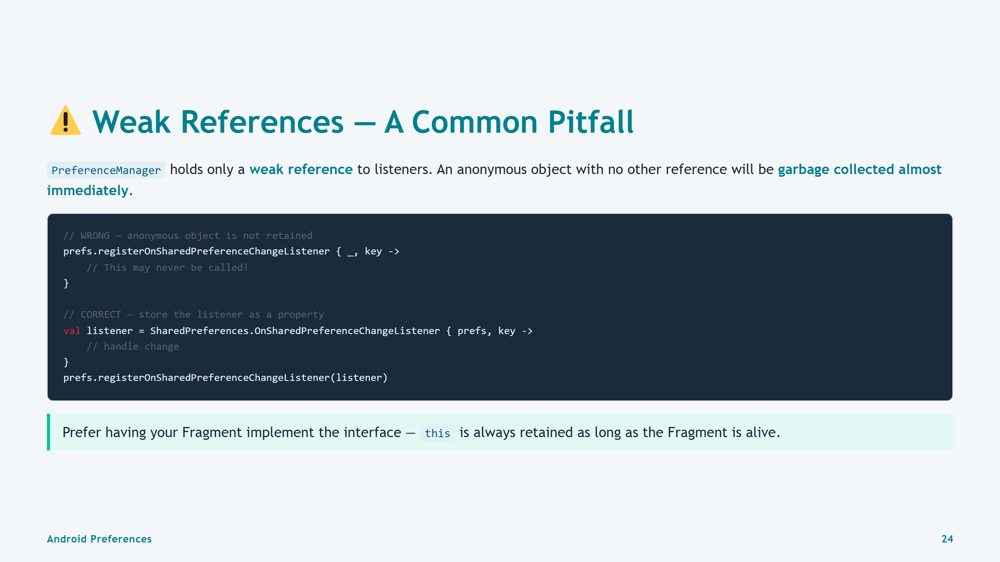 ⚠️ Weak References — A Common Pitfall
PreferenceManager holds only a weak reference to listeners. An anonymous object with no other reference will be garbage collected almost
immediately.
// WRONG — anonymous object is not retained
prefs.registerOnSharedPreferenceChangeListener { _, key ->
    // This may never be called!
}
// CORRECT — store the listener as a property
val listener = SharedPreferences.OnSharedPreferenceChangeListener { prefs, key ->
    // handle change
}
prefs.registerOnSharedPreferenceChangeListener(listener)
Prefer having your Fragment implement the interface — this is always retained as long as the Fragment is alive.
Android Preferences
24